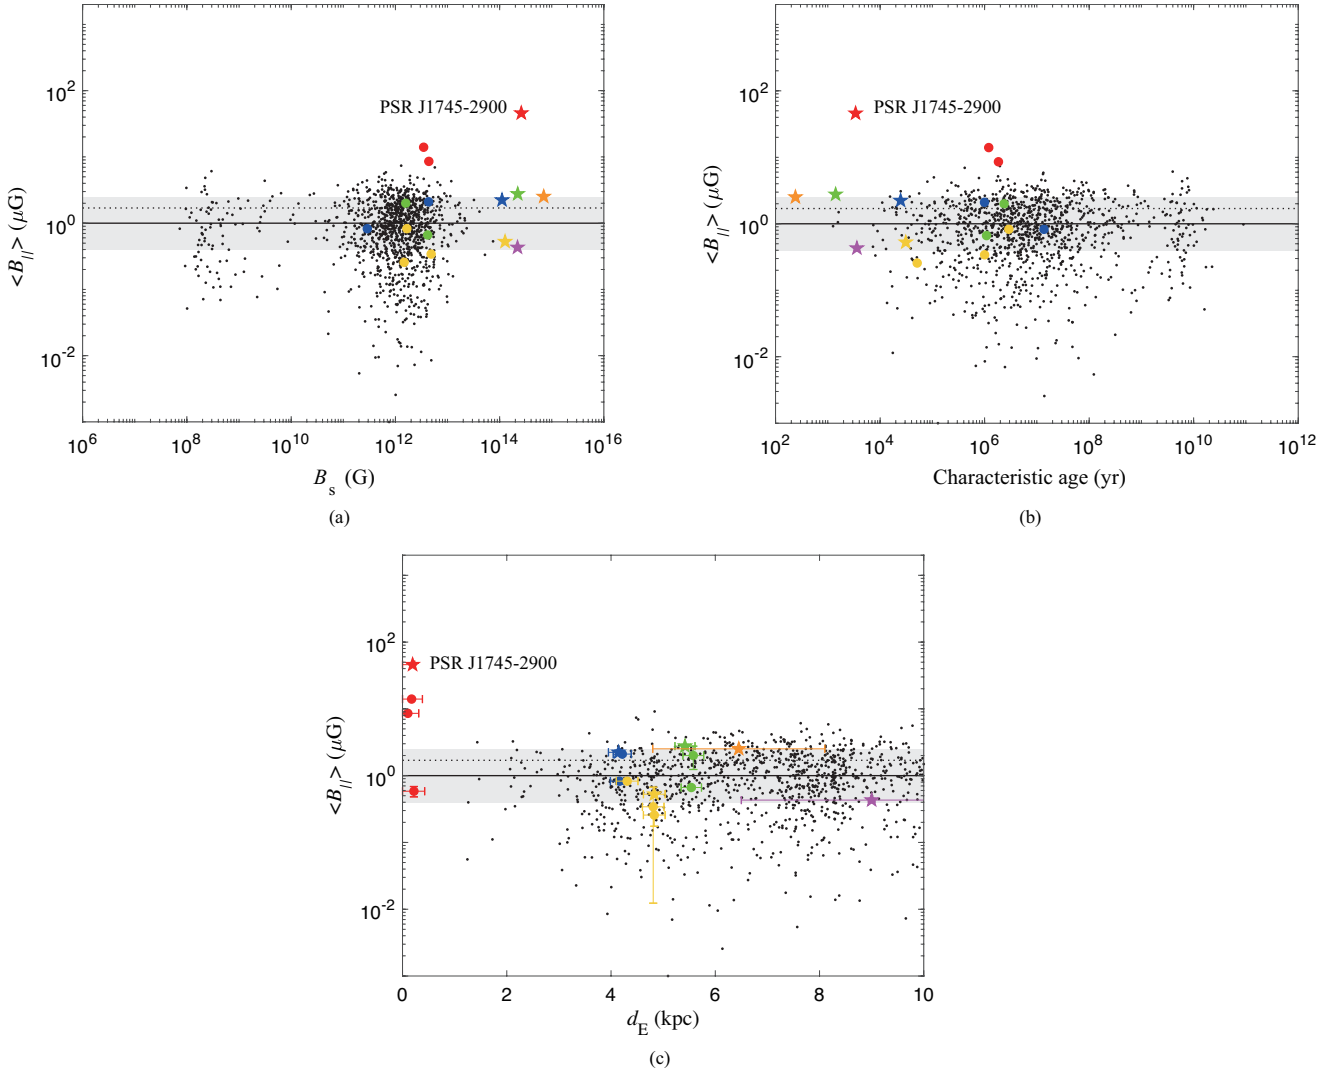 10^2
10^0
10^-2
<B_||> (μG)
PSR J1745-2900
10^6 10^8 10^10 10^12 10^14 10^16
B_s (G)
(a)
10^2
10^0
10^-2
<B_||> (μG)
PSR J1745-2900
10^2 10^4 10^6 10^8 10^10 10^12
Characteristic age (yr)
(b)
10^2
10^0
10^-2
<B_||> (μG)
PSR J1745-2900
0 2 4 6 8 10
d_E (kpc)
(c)